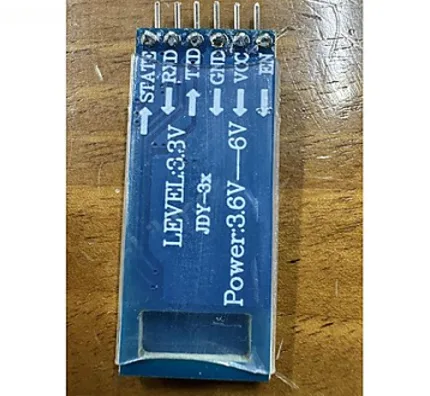 STATE
RXD
TXD
GND
VCC
EN
LEVEL:3.3V
JDY-3x
Power:3.6V—6V